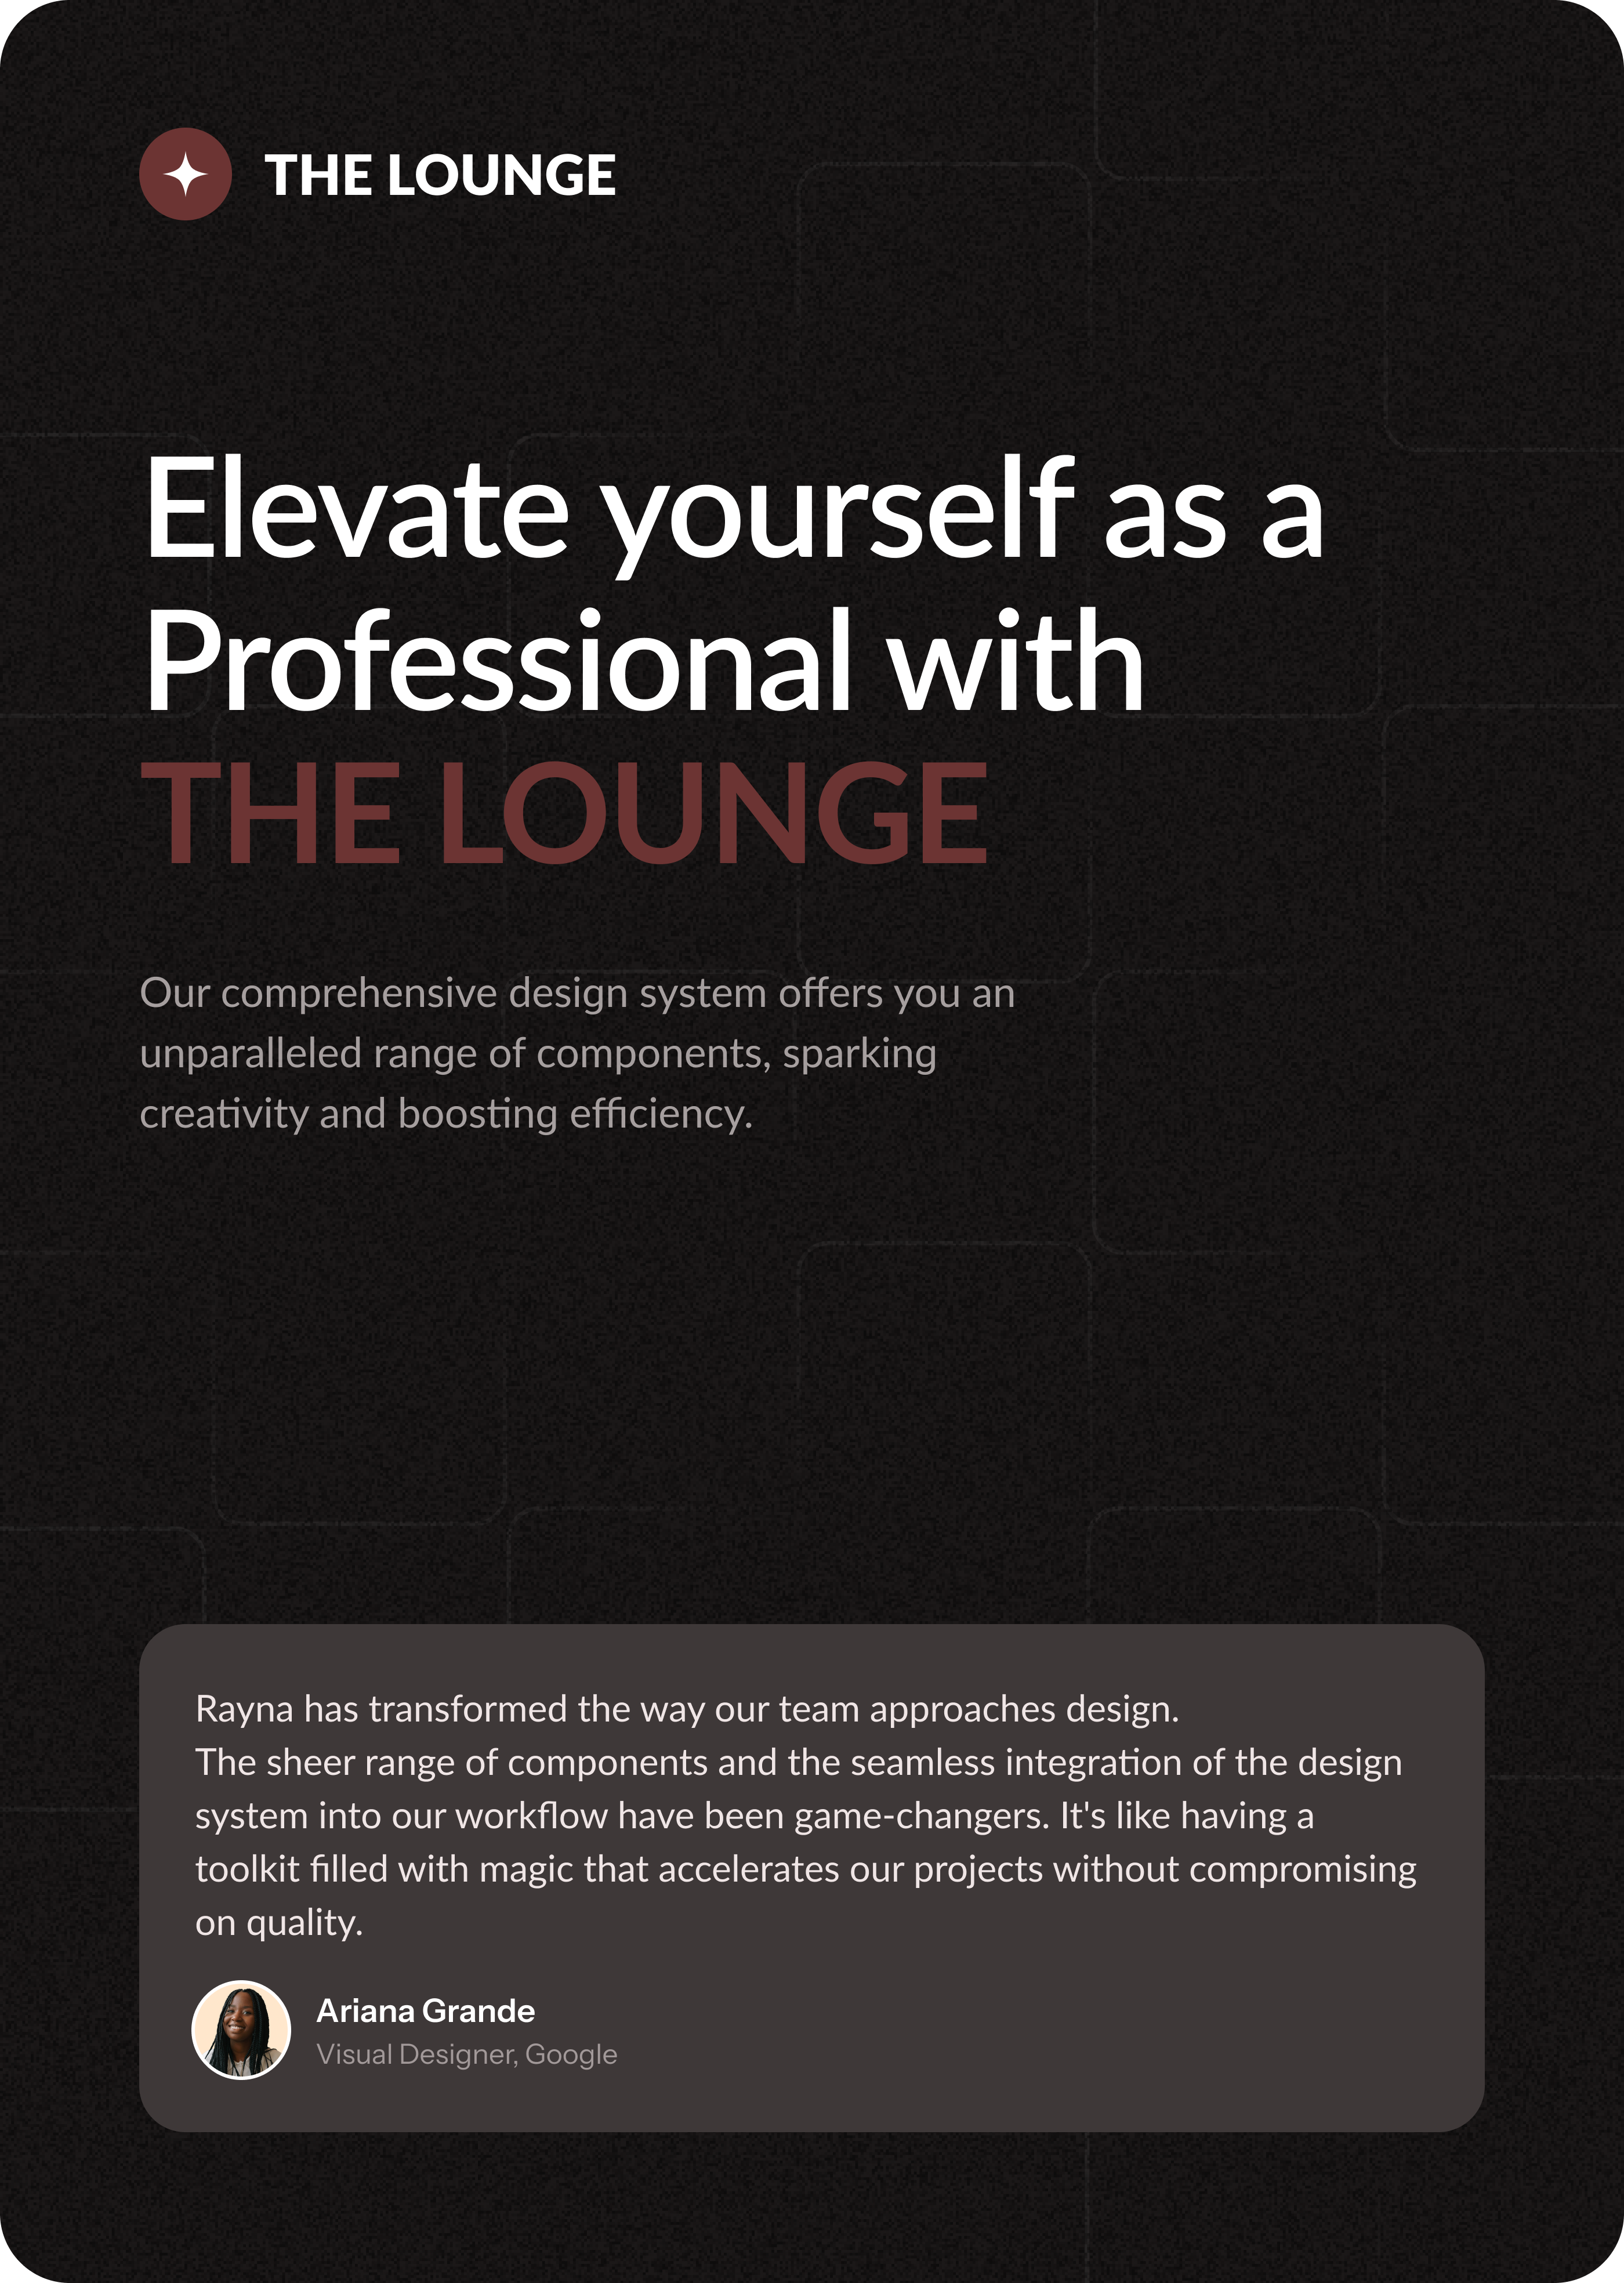 THE LOUNGE
Elevate yourself as a
Professional with
THE LOUNGE
Our comprehensive design system offers you an
unparalleled range of components, sparking
creativity and boosting efficiency.
Rayna has transformed the way our team approaches design.
The sheer range of components and the seamless integration of the design
system into our workflow have been game-changers. It's like having a
toolkit filled with magic that accelerates our projects without compromising
on quality.
Ariana Grande
Visual Designer, Google